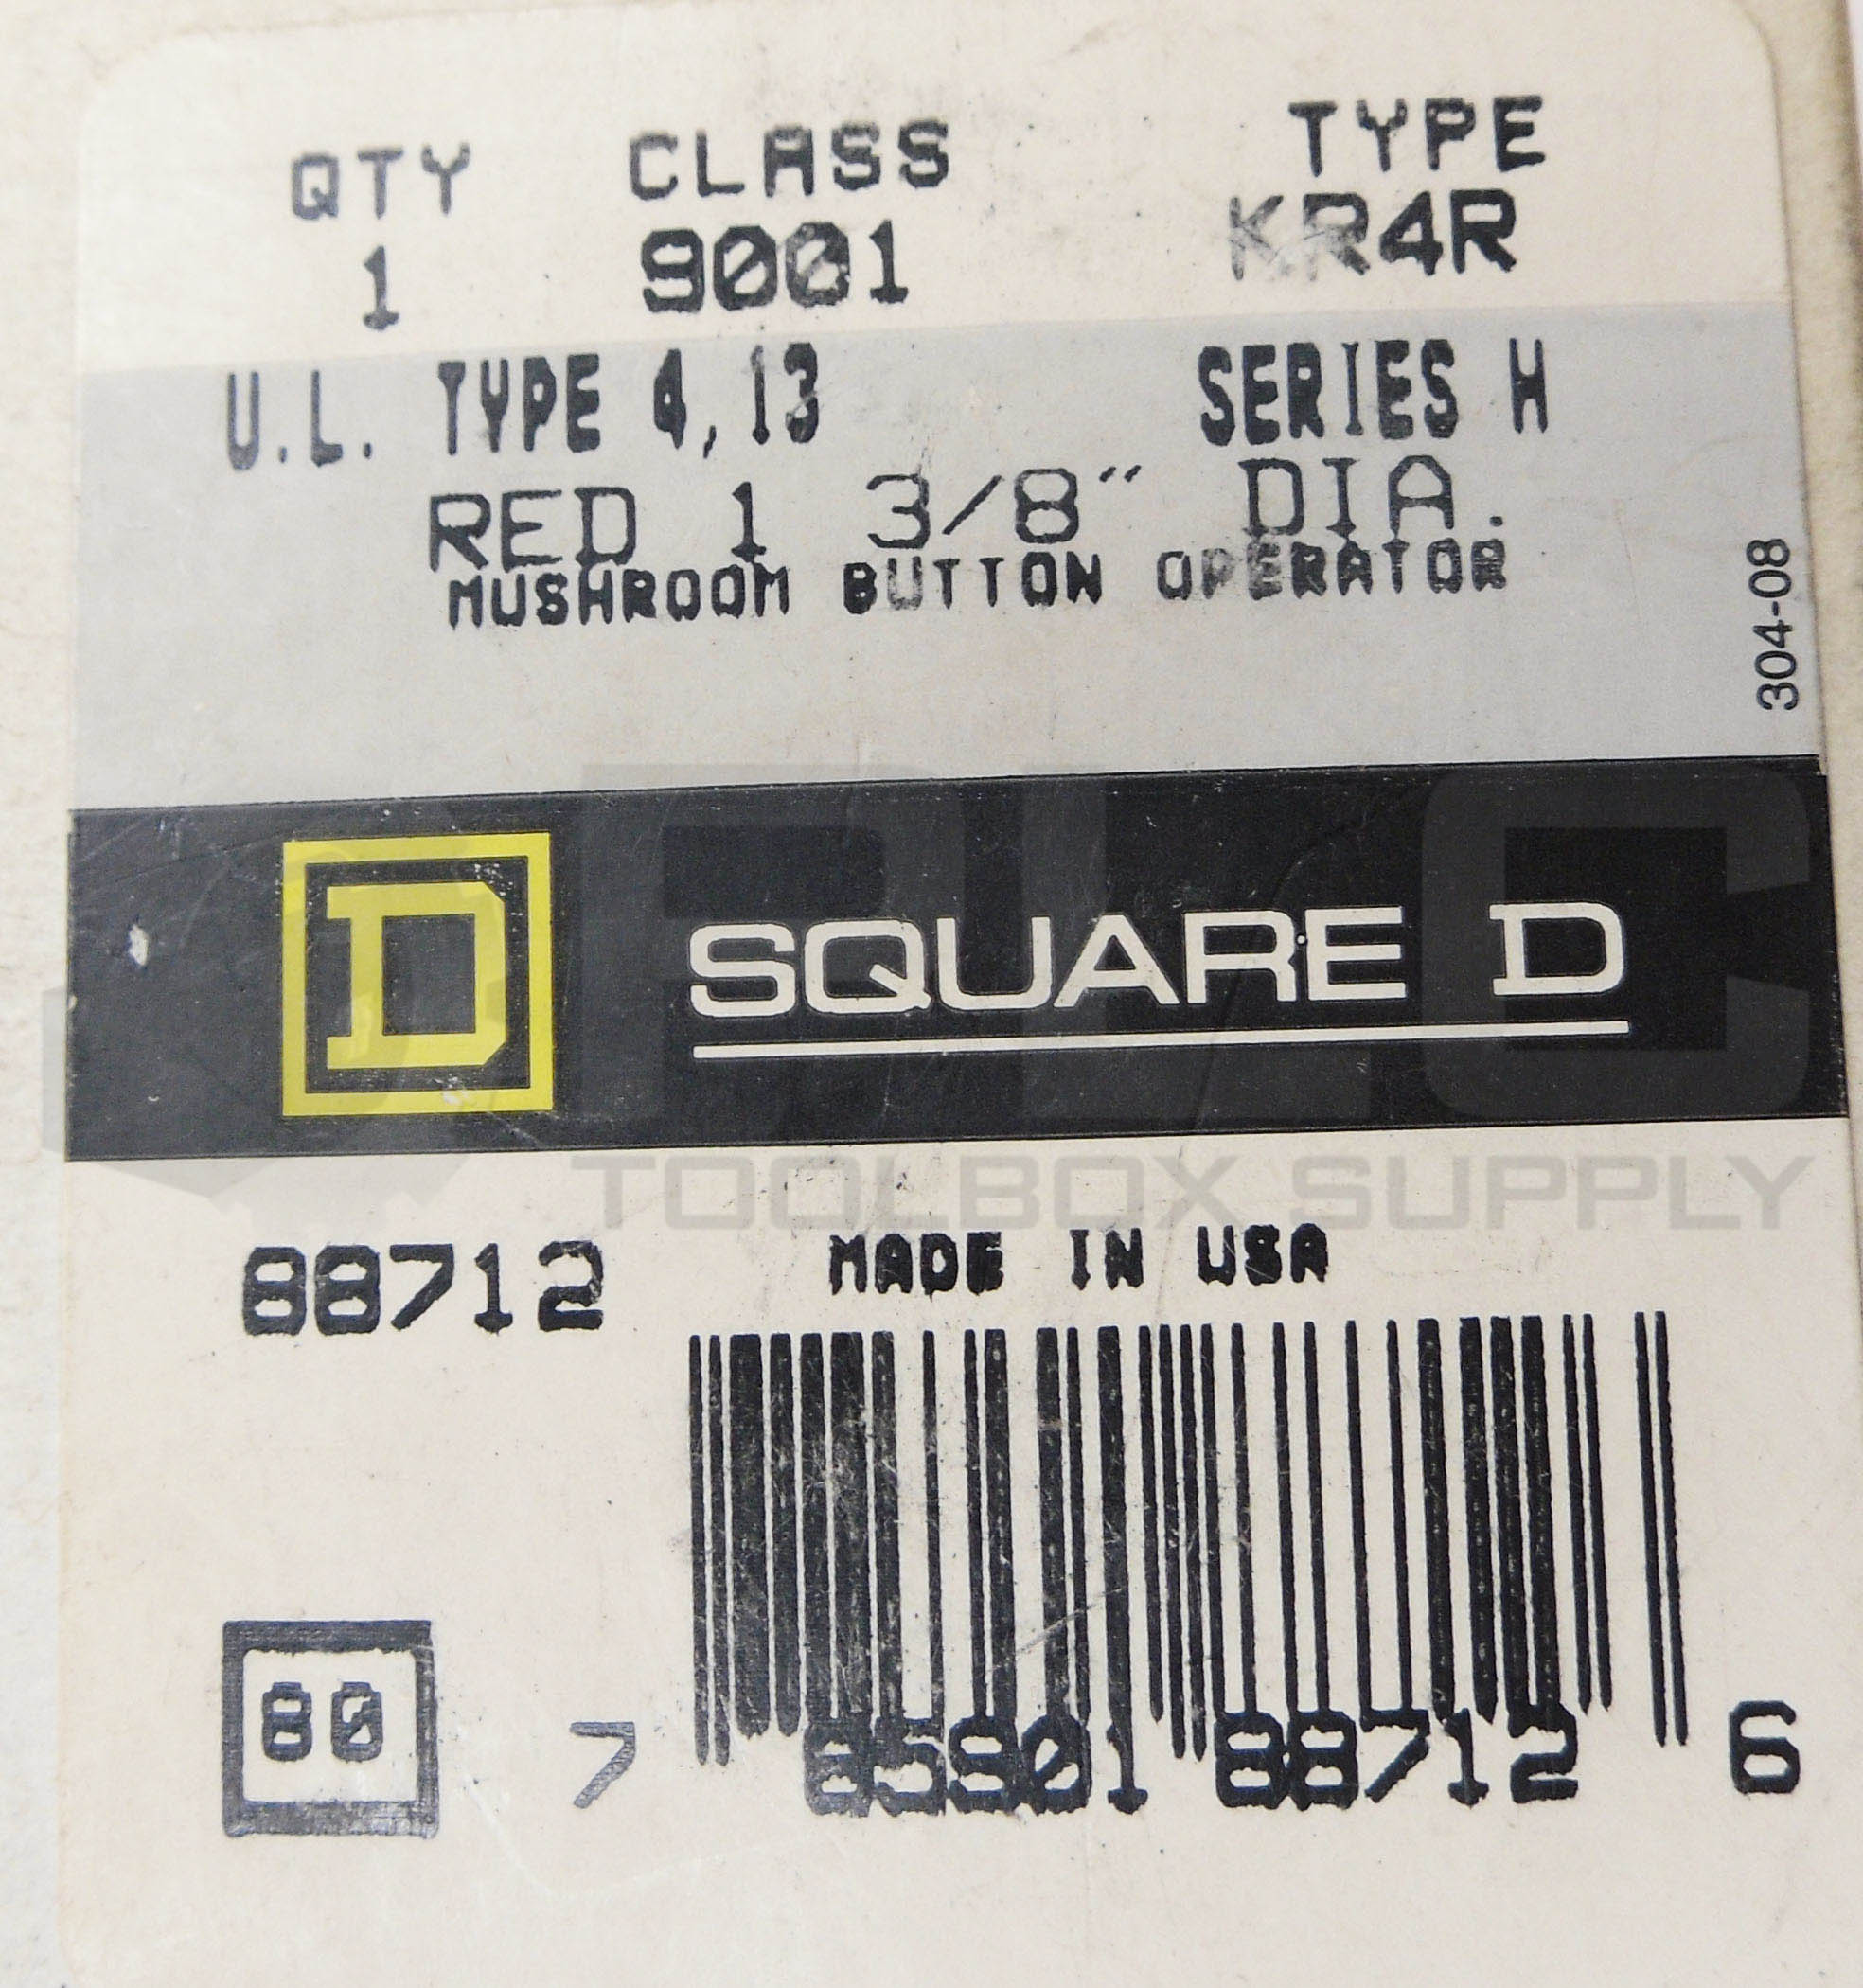 QTY CLASS TYPE
1 9001 KR4R
U.L. TYPE 4,13 SERIES H
RED 1 3/8" DIA.
MUSHROOM BUTTON OPERATOR
304-08
D SQUARE D
PLC
TOOLBOX SUPPLY
88712 MADE IN USA
80
7 85901 88712 6